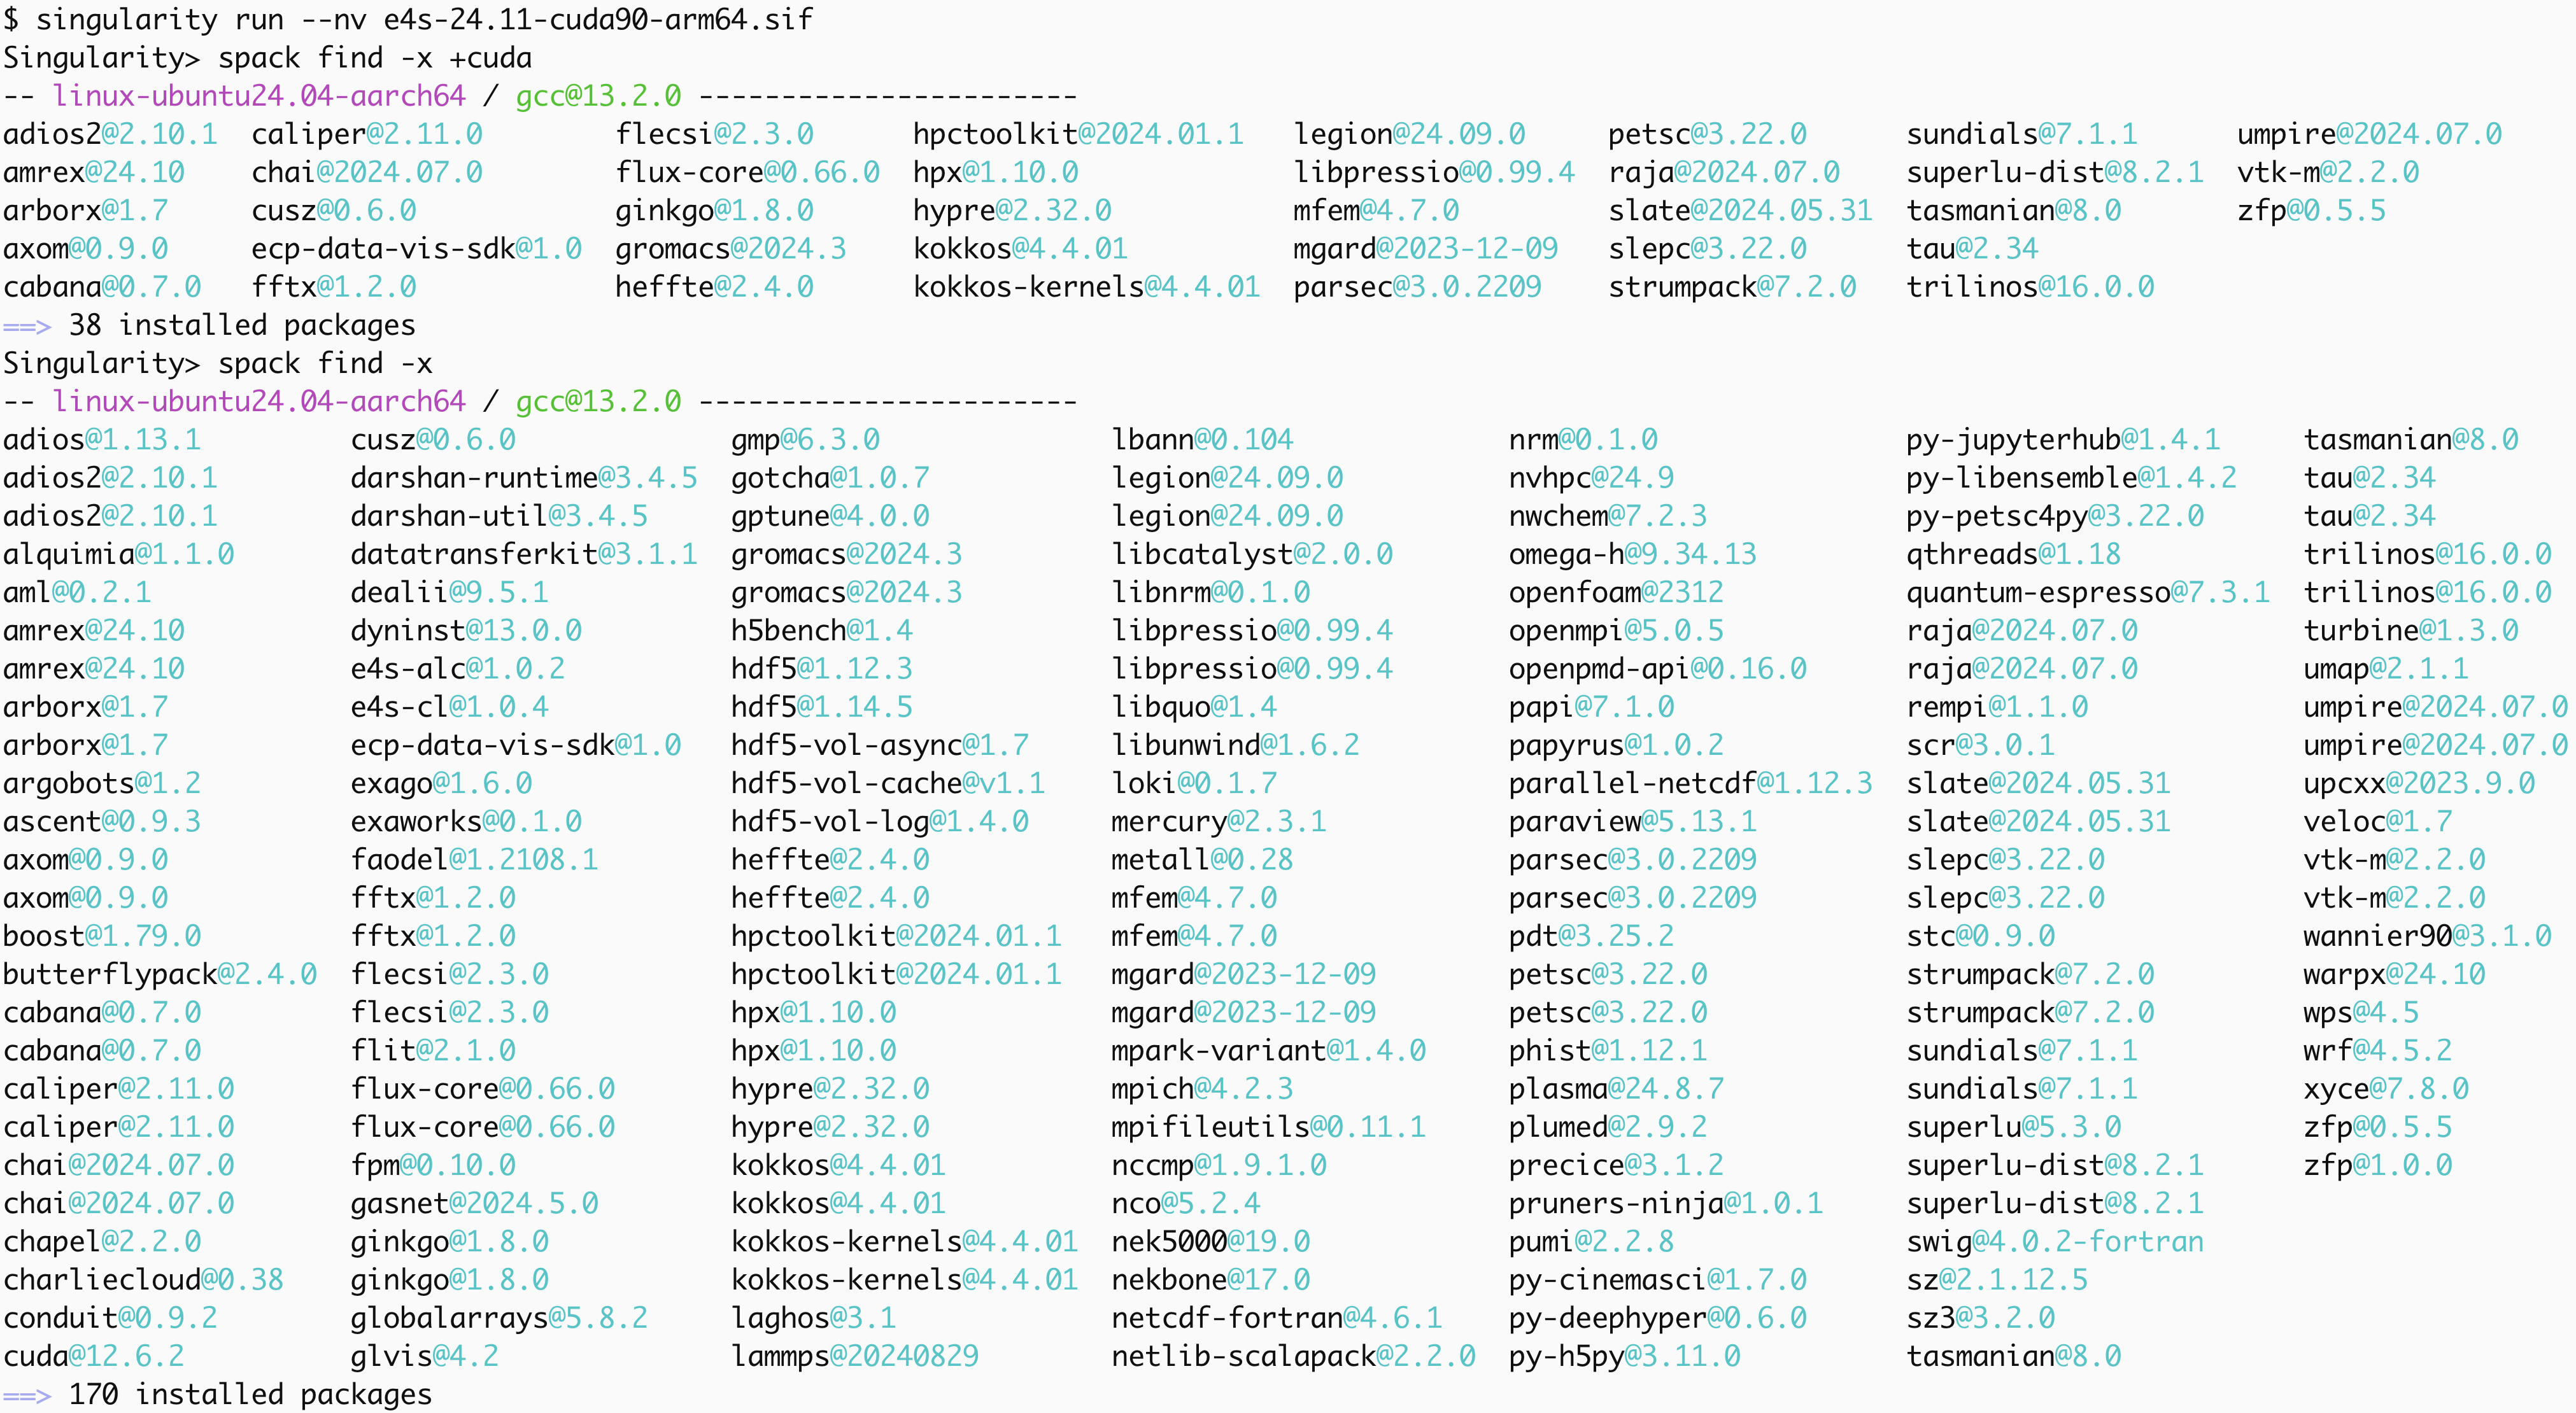 $ singularity run --nv e4s-24.11-cuda90-arm64.sif
Singularity> spack find -x +cuda
-- linux-ubuntu24.04-aarch64 / gcc@13.2.0 -----------------------
adios2@2.10.1  caliper@2.11.0        flecsi@2.3.0      hpctoolkit@2024.01.1   legion@24.09.0    petsc@3.22.0      sundials@7.1.1      umpire@2024.07.0
amrex@24.10    chai@2024.07.0        flux-core@0.66.0  hpx@1.10.0             libpressio@0.99.4  raja@2024.07.0    superlu-dist@8.2.1  vtk-m@2.2.0
arborx@1.7     cusz@0.6.0            ginkgo@1.8.0      hypre@2.32.0           mfem@4.7.0        slate@2024.05.31  tasmanian@8.0       zfp@0.5.5
axom@0.9.0     ecp-data-vis-sdk@1.0  gromacs@2024.3    kokkos@4.4.01          mgard@2023-12-09  slepc@3.22.0      tau@2.34
cabana@0.7.0   fftx@1.2.0            heffte@2.4.0      kokkos-kernels@4.4.01  parsec@3.0.2209   strumpack@7.2.0   trilinos@16.0.0
==> 38 installed packages
Singularity> spack find -x
-- linux-ubuntu24.04-aarch64 / gcc@13.2.0 -----------------------
adios@1.13.1         cusz@0.6.0             gmp@6.3.0              lbann@0.104             nrm@0.1.0               py-jupyterhub@1.4.1     tasmanian@8.0
adios2@2.10.1        darshan-runtime@3.4.5  gotcha@1.0.7           legion@24.09.0          nvhpc@24.9              py-libensemble@1.4.2    tau@2.34
adios2@2.10.1        darshan-util@3.4.5     gptune@4.0.0           legion@24.09.0          nwchem@7.2.3            py-petsc4py@3.22.0      tau@2.34
alquimia@1.1.0       datatransferkit@3.1.1  gromacs@2024.3         libcatalyst@2.0.0       omega-h@9.34.13         qthreads@1.18           trilinos@16.0.0
aml@0.2.1            dealii@9.5.1           gromacs@2024.3         libnrm@0.1.0            openfoam@2312           quantum-espresso@7.3.1  trilinos@16.0.0
amrex@24.10          dyninst@13.0.0         h5bench@1.4            libpressio@0.99.4       openmpi@5.0.5           raja@2024.07.0          turbine@1.3.0
amrex@24.10          e4s-alc@1.0.2          hdf5@1.12.3            libpressio@0.99.4       openpmd-api@0.16.0      raja@2024.07.0          umap@2.1.1
arborx@1.7           e4s-cl@1.0.4           hdf5@1.14.5            libquo@1.4              papi@7.1.0              rempi@1.1.0             umpire@2024.07.0
arborx@1.7           ecp-data-vis-sdk@1.0   hdf5-vol-async@1.7     libunwind@1.6.2         papyrus@1.0.2           scr@3.0.1               umpire@2024.07.0
argobots@1.2         exago@1.6.0            hdf5-vol-cache@v1.1    loki@0.1.7              parallel-netcdf@1.12.3  slate@2024.05.31        upcxx@2023.9.0
ascent@0.9.3         exaworks@0.1.0         hdf5-vol-log@1.4.0     mercury@2.3.1           paraview@5.13.1         slate@2024.05.31        veloc@1.7
axom@0.9.0           faodel@1.2108.1        heffte@2.4.0           metall@0.28             parsec@3.0.2209         slepc@3.22.0            vtk-m@2.2.0
axom@0.9.0           fftx@1.2.0             heffte@2.4.0           mfem@4.7.0              parsec@3.0.2209         slepc@3.22.0            vtk-m@2.2.0
boost@1.79.0         fftx@1.2.0             hpctoolkit@2024.01.1   mfem@4.7.0              pdt@3.25.2              stc@0.9.0               wannier90@3.1.0
butterflypack@2.4.0  flecsi@2.3.0           hpctoolkit@2024.01.1   mgard@2023-12-09        petsc@3.22.0            strumpack@7.2.0         warpx@24.10
cabana@0.7.0         flecsi@2.3.0           hpx@1.10.0             mgard@2023-12-09        petsc@3.22.0            strumpack@7.2.0         wps@4.5
cabana@0.7.0         flit@2.1.0             hpx@1.10.0             mpark-variant@1.4.0     phist@1.12.1            sundials@7.1.1          wrf@4.5.2
caliper@2.11.0       flux-core@0.66.0       hypre@2.32.0           mpich@4.2.3             plasma@24.8.7           sundials@7.1.1          xyce@7.8.0
caliper@2.11.0       flux-core@0.66.0       hypre@2.32.0           mpifileutils@0.11.1     plumed@2.9.2            superlu@5.3.0           zfp@0.5.5
chai@2024.07.0       fpm@0.10.0             kokkos@4.4.01          nccmp@1.9.1.0           precice@3.1.2           superlu-dist@8.2.1      zfp@1.0.0
chai@2024.07.0       gasnet@2024.5.0        kokkos@4.4.01          nco@5.2.4               pruners-ninja@1.0.1     superlu-dist@8.2.1
chapel@2.2.0         ginkgo@1.8.0           kokkos-kernels@4.4.01  nek5000@19.0            pumi@2.2.8              swig@4.0.2-fortran
charliecloud@0.38    ginkgo@1.8.0           kokkos-kernels@4.4.01  nekbone@17.0            py-cinemasci@1.7.0      sz@2.1.12.5
conduit@0.9.2        globalarrays@5.8.2     laghos@3.1             netcdf-fortran@4.6.1    py-deephyper@0.6.0      sz3@3.2.0
cuda@12.6.2          glvis@4.2              lammps@20240829        netlib-scalapack@2.2.0  py-h5py@3.11.0          tasmanian@8.0
==> 170 installed packages